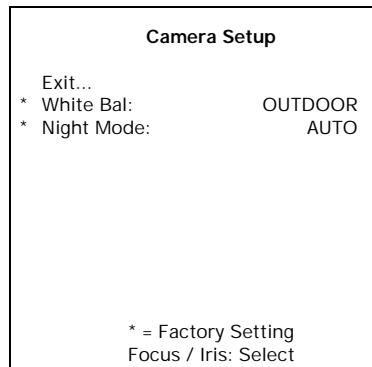 Camera Setup
Exit...
* White Bal: OUTDOOR
* Night Mode: AUTO
* = Factory Setting
Focus / Iris: Select